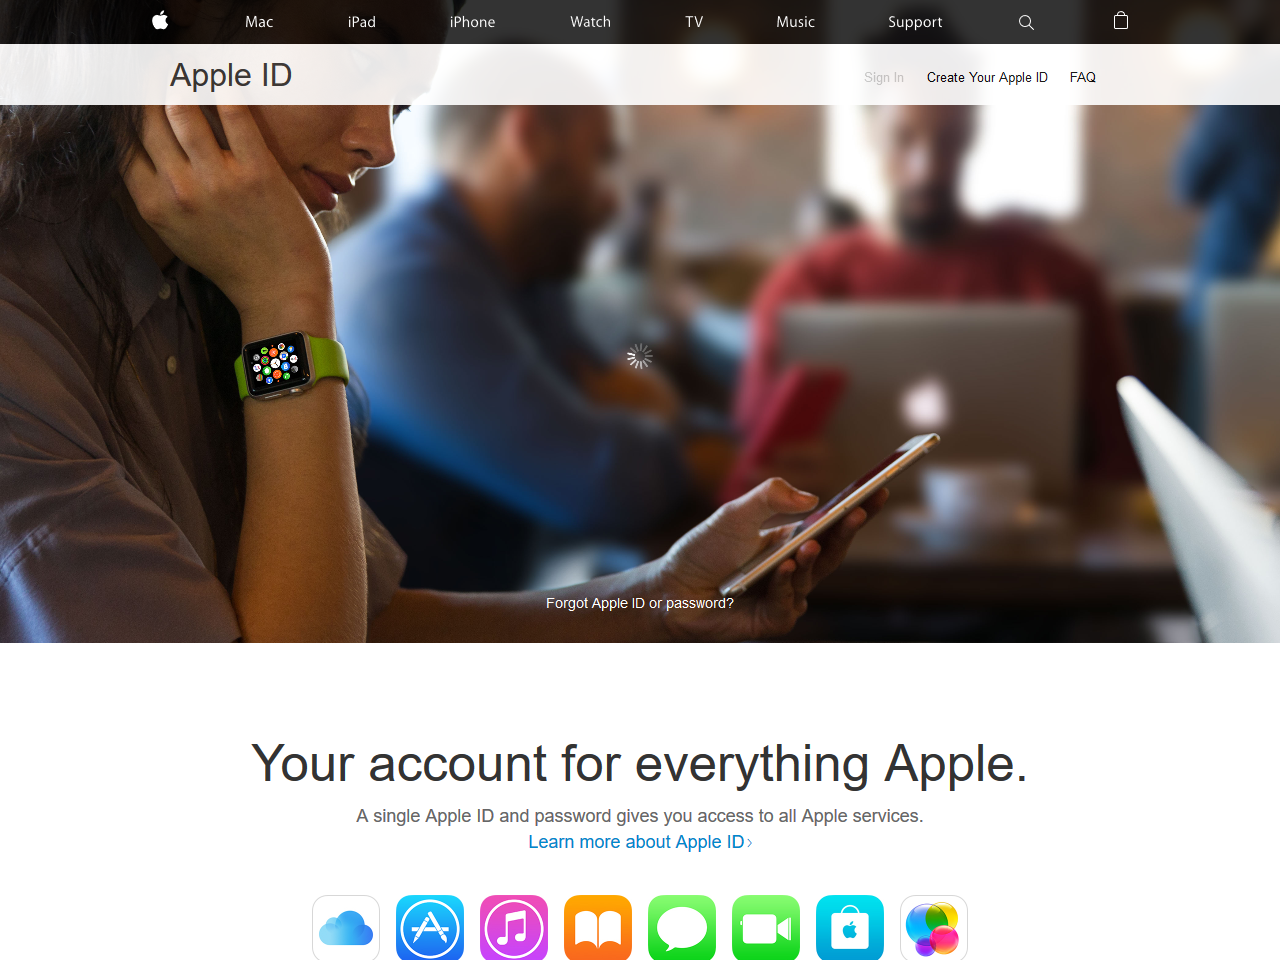 Mac iPad iPhone Watch TV Music Support
Apple ID
Sign In Create Your Apple ID FAQ
Forgot Apple ID or password?
Your account for everything Apple.
A single Apple ID and password gives you access to all Apple services.
Learn more about Apple ID